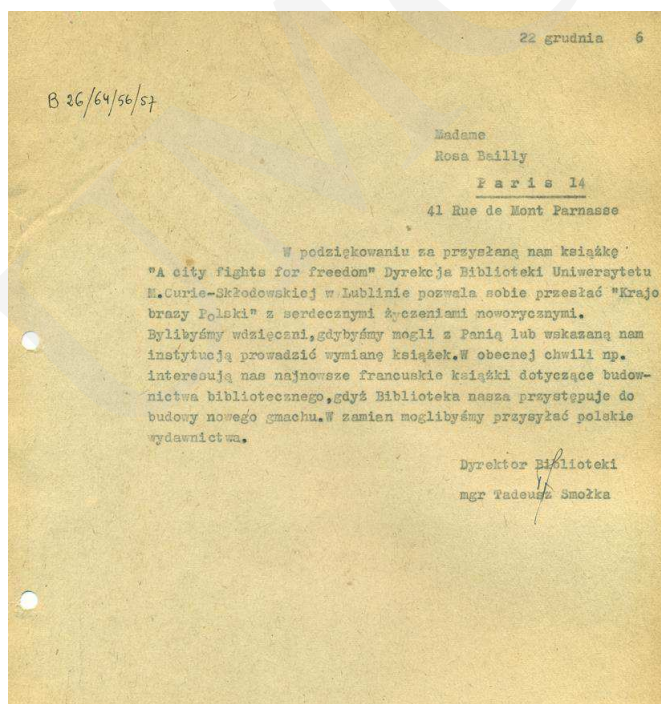 22 grudnia 6
B 26/64/56/57
Madame
Rosa Bailly
Paris 14
41 Rue de Mont Parnasse
W podziękowaniu za przysłaną nam książkę
"A city fights for freedom" Dyrekcja Biblioteki Uniwersytetu
M.Curie-Skłodowskiej w Lublinie pozwala sobie przesłać "Krajo
brazy Polski" z serdecznymi życzeniami noworycznymi.
Bylibyśmy wdzięczni,gdybyśmy mogli z Panią lub wskazaną nam
instytucją prowadzić wymianę książek.W obecnej chwili np.
interesują nas najnowsze francuskie książki dotyczące budow-
nictwa bibliotecznego,gdyż Biblioteka nasza przystępuje do
budowy nowego gmachu.W zamian moglibyśmy przysyłać polskie
wydawnictwa.
Dyrektor Biblioteki
mgr Tadeusz Smołka